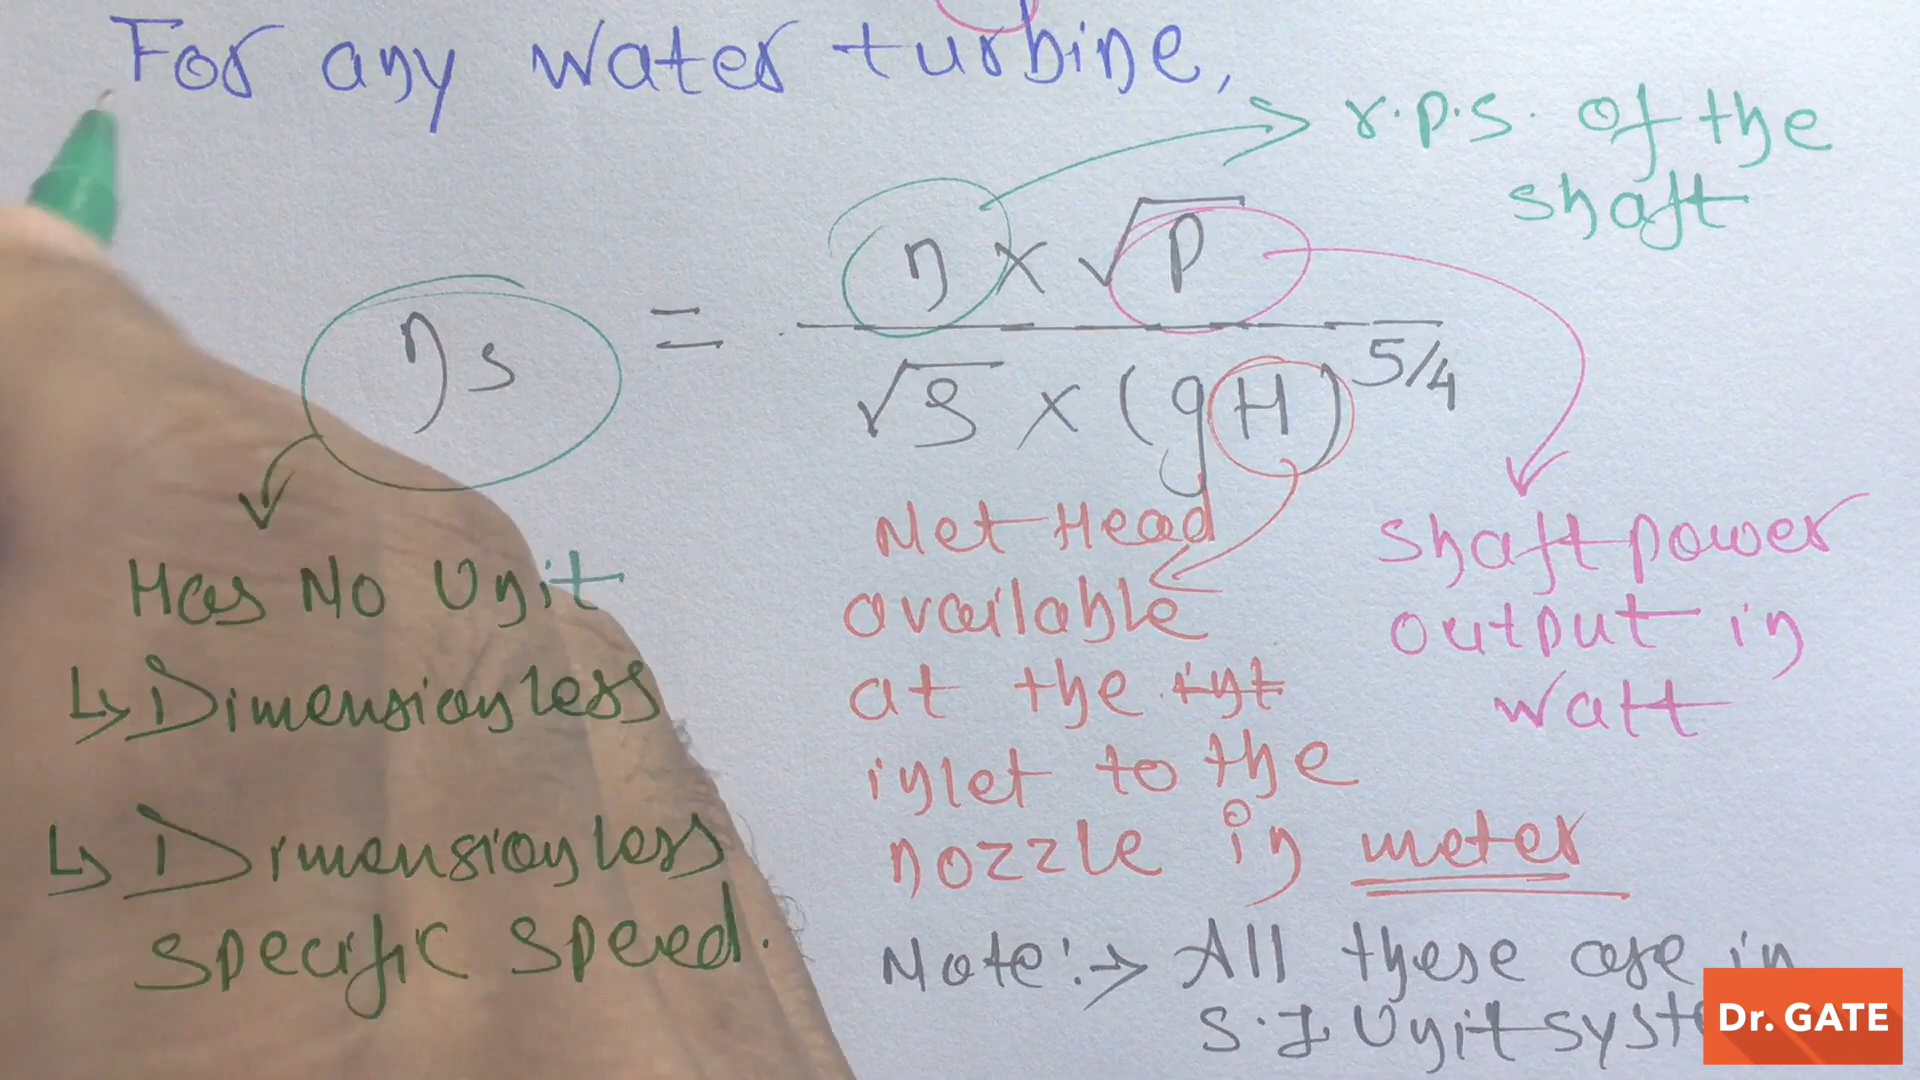 For any water turbine,
r.p.s. of the
shaft
ηs = η × √P
√ρ × (gH)^5/4
Has No Unit
↳ Dimensionless
↳ Dimensionless
specific speed.
Net Head
available
at the int
inlet to the
nozzle in meter
shaft power
output in
watt
Note:→ All these are in
S.I. Unit syste
Dr. GATE